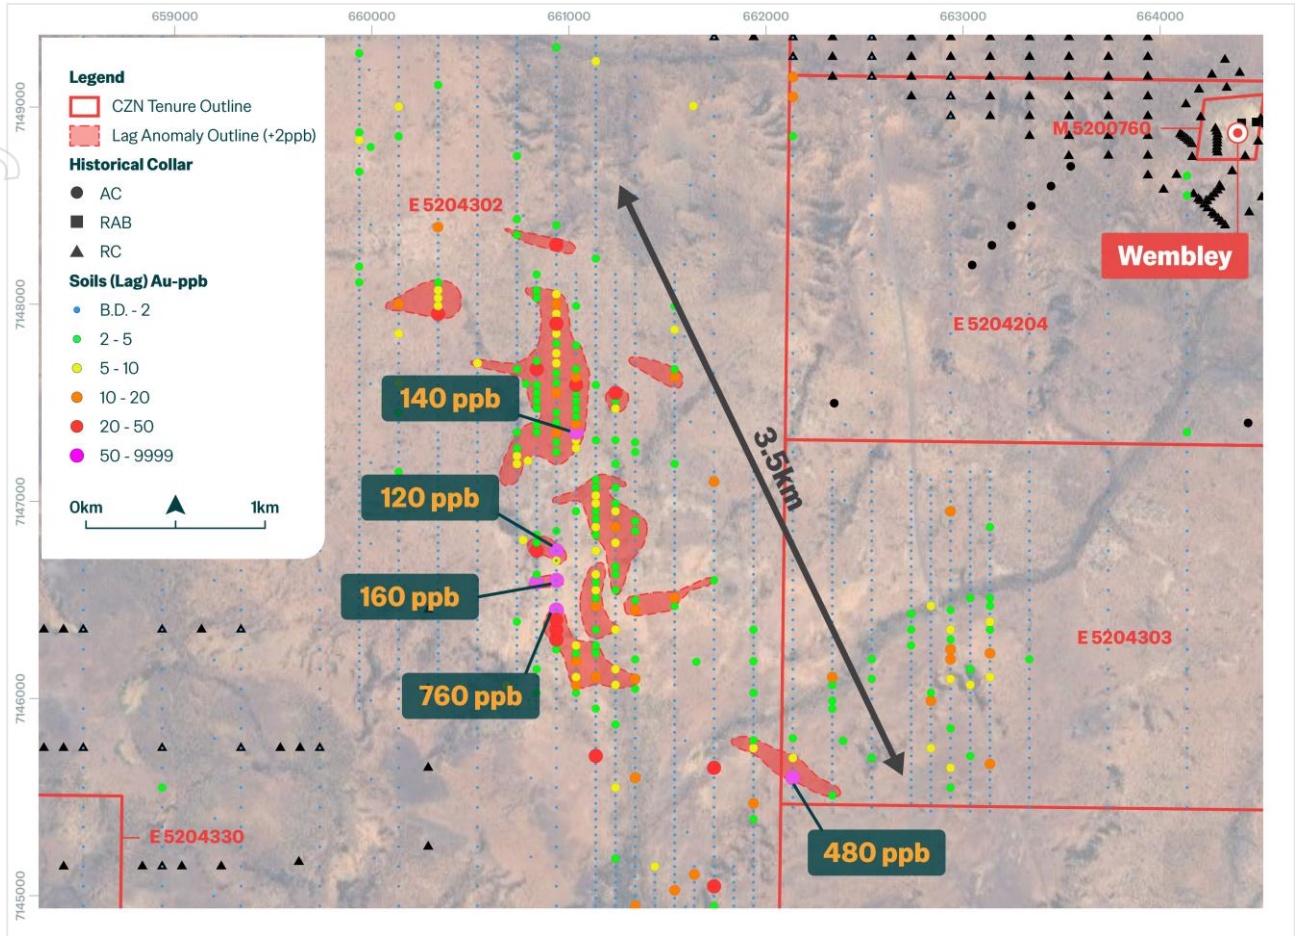 659000
660000
661000
662000
663000
664000
7149000
7148000
7147000
7146000
7145000
Legend
CZN Tenure Outline
Lag Anomaly Outline (+2ppb)
Historical Collar
AC
RAB
RC
Soils (Lag) Au-ppb
B.D. - 2
2 - 5
5 - 10
10 - 20
20 - 50
50 - 9999
0km
1km
M 5200760
E 5204302
Wembley
E 5204204
140 ppb
3.5km
120 ppb
160 ppb
E 5204303
760 ppb
E 5204330
480 ppb